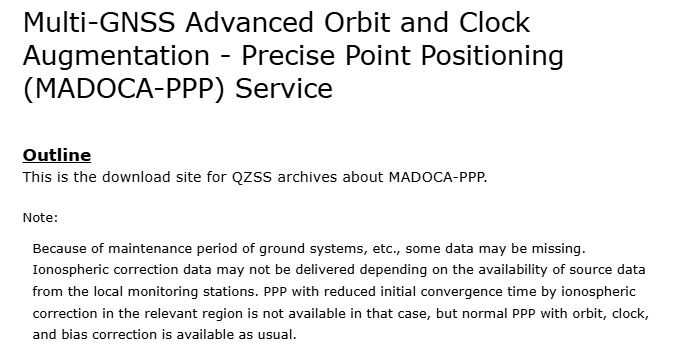 Multi-GNSS Advanced Orbit and Clock
Augmentation - Precise Point Positioning
(MADOCA-PPP) Service
Outline
This is the download site for QZSS archives about MADOCA-PPP.
Note:
Because of maintenance period of ground systems, etc., some data may be missing.
Ionospheric correction data may not be delivered depending on the availability of source data
from the local monitoring stations. PPP with reduced initial convergence time by ionospheric
correction in the relevant region is not available in that case, but normal PPP with orbit, clock,
and bias correction is available as usual.